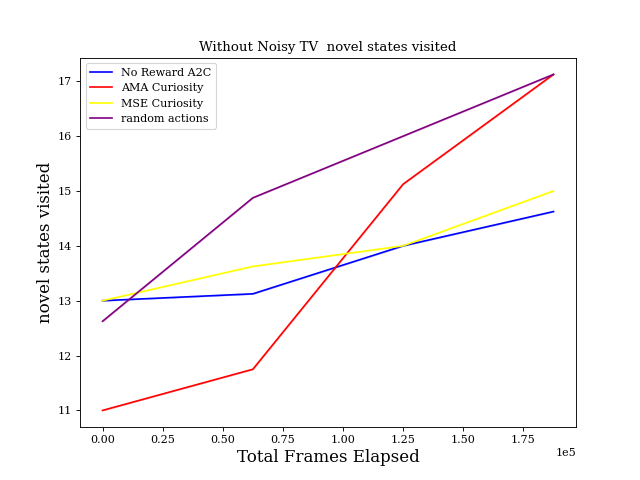 Without Noisy TV  novel states visited
No Reward A2C
AMA Curiosity
MSE Curiosity
random actions
17
16
15
14
13
12
11
novel states visited
0.00 0.25 0.50 0.75 1.00 1.25 1.50 1.75
1e5
Total Frames Elapsed